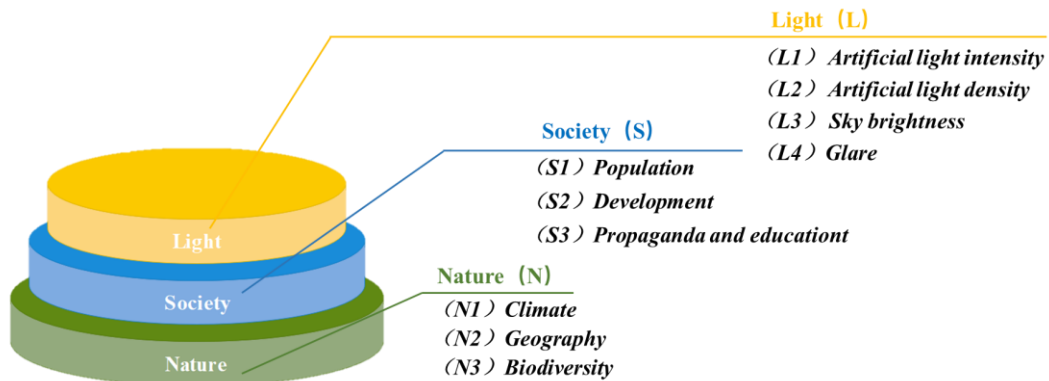 Light（L）
（L1）Artificial light intensity
（L2）Artificial light density
（L3）Sky brightness
（L4）Glare
Society（S）
（S1）Population
（S2）Development
（S3）Propaganda and educationt
Nature（N）
（N1）Climate
（N2）Geography
（N3）Biodiversity
Light
Society
Nature